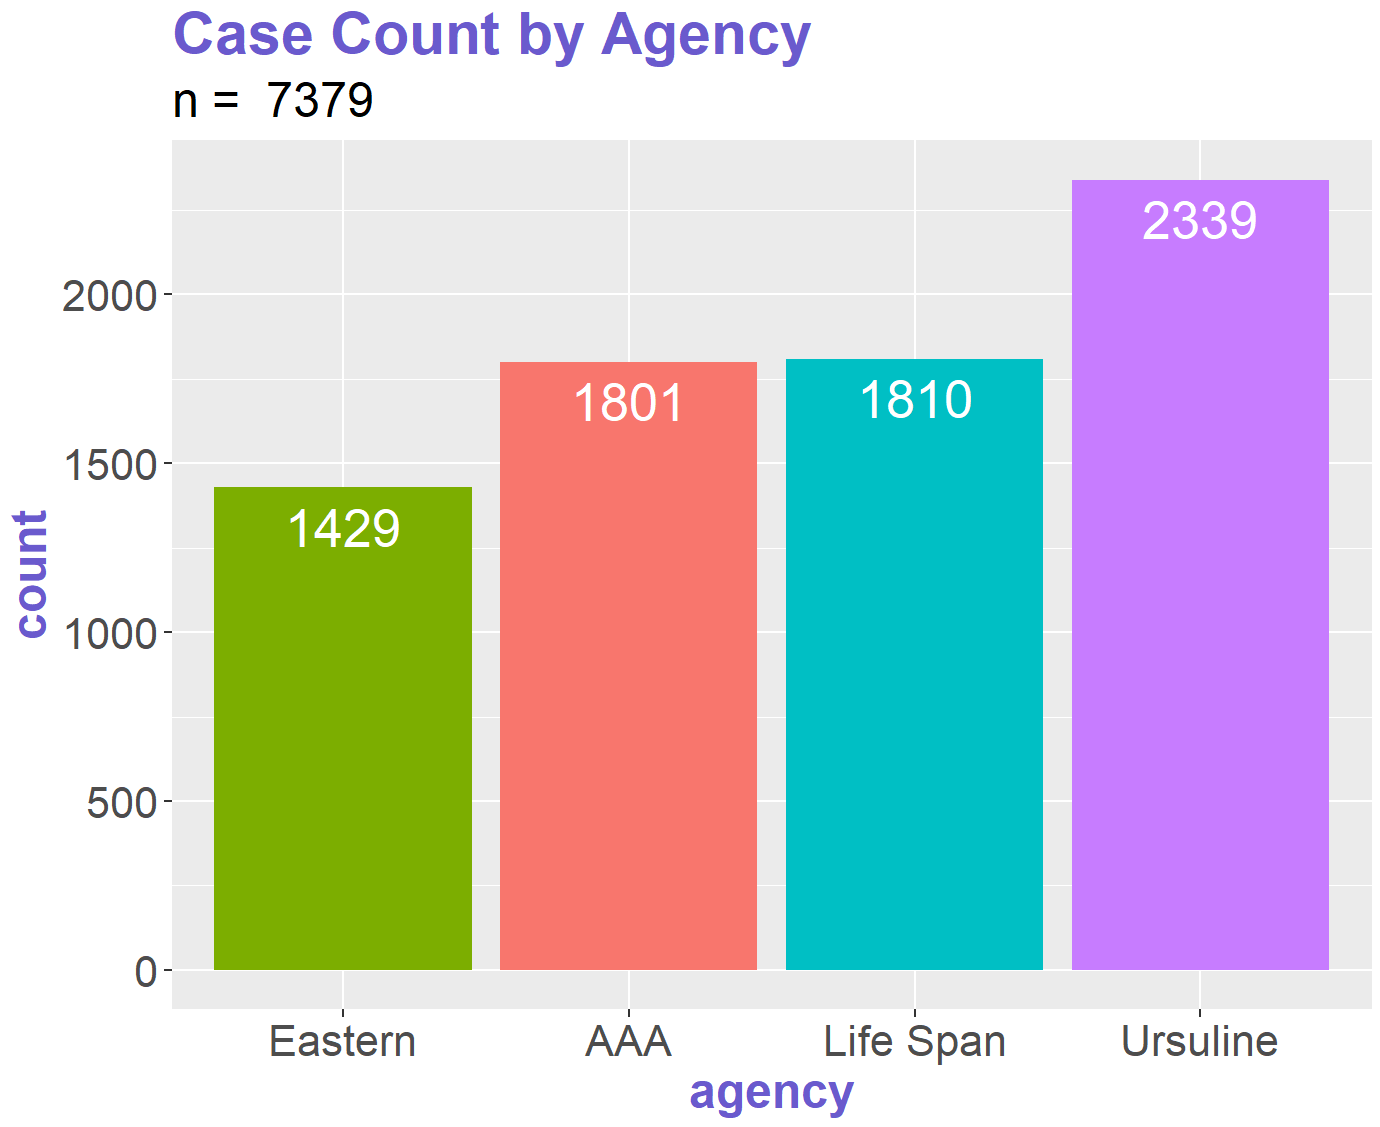 Case Count by Agency
n =  7379
2339
2000
1801
1810
1500
1429
count
1000
500
0
Eastern AAA Life Span Ursuline
agency